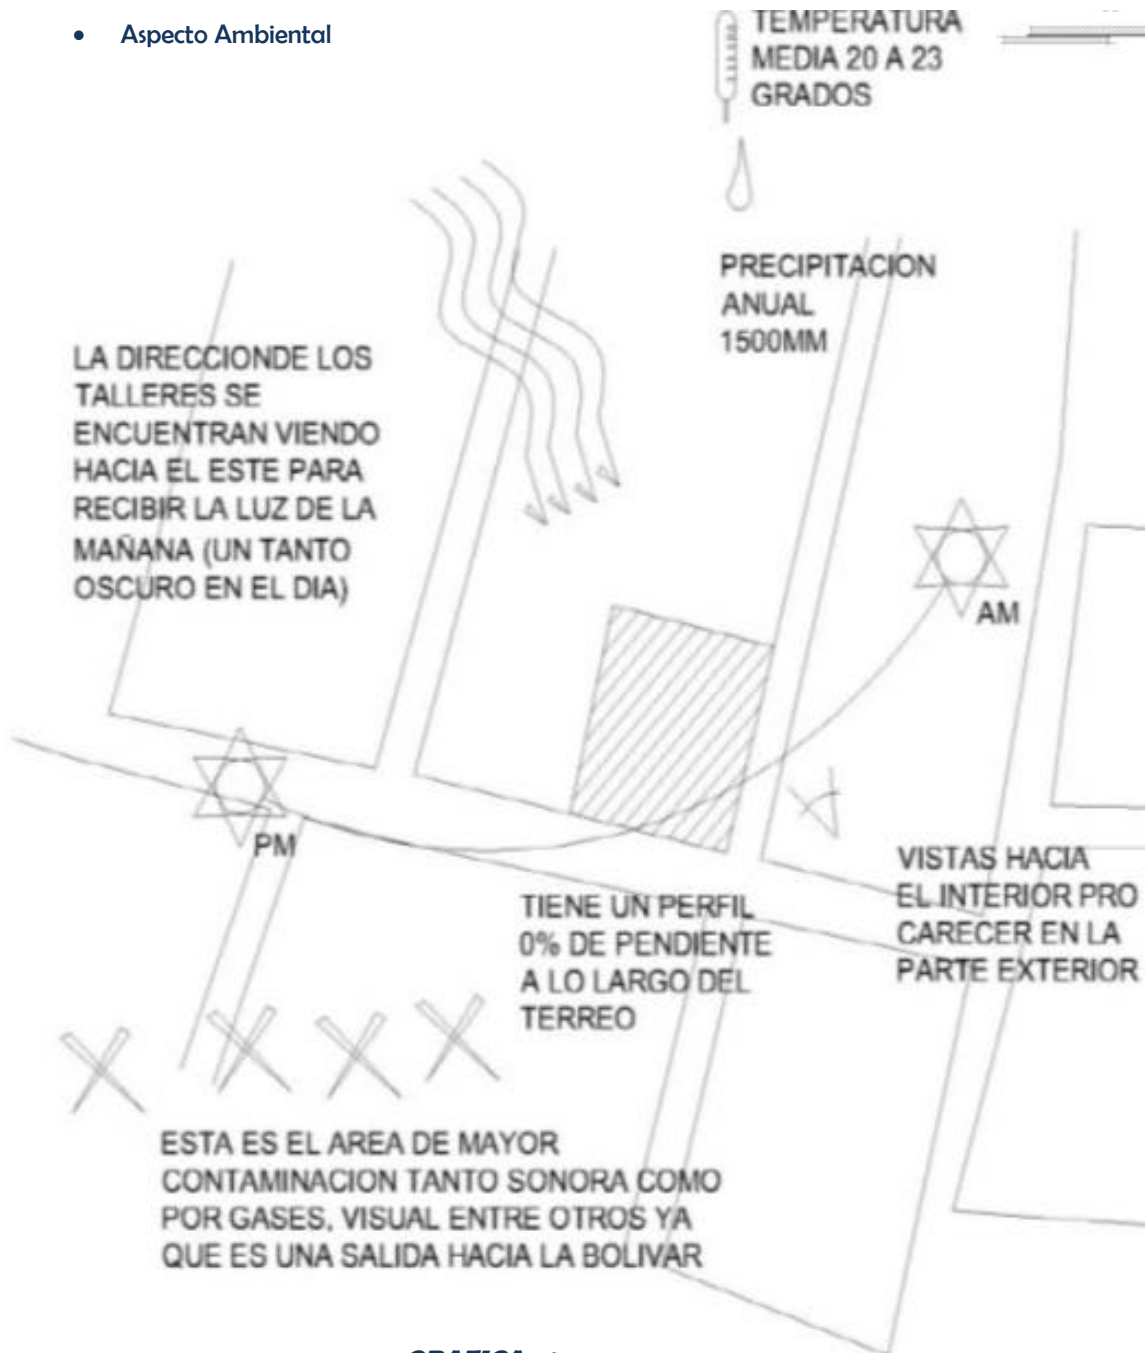 • Aspecto Ambiental
TEMPERATURA
MEDIA 20 A 23
GRADOS
PRECIPITACION
ANUAL
1500MM
LA DIRECCIONDE LOS
TALLERES SE
ENCUENTRAN VIENDO
HACIA EL ESTE PARA
RECIBIR LA LUZ DE LA
MAÑANA (UN TANTO
OSCURO EN EL DIA)
AM
PM
VISTAS HACIA
EL INTERIOR PRO
CARECER EN LA
PARTE EXTERIOR
TIENE UN PERFIL
0% DE PENDIENTE
A LO LARGO DEL
TERREO
ESTA ES EL AREA DE MAYOR
CONTAMINACION TANTO SONORA COMO
POR GASES, VISUAL ENTRE OTROS YA
QUE ES UNA SALIDA HACIA LA BOLIVAR
GRAFICA